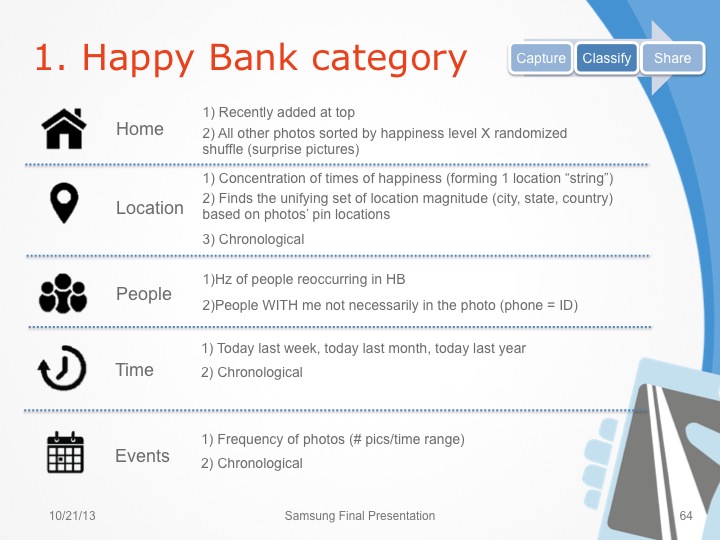 1. Happy Bank category
Capture
Classify
Share
Home
1) Recently added at top
2) All other photos sorted by happiness level X randomized
shuffle (surprise pictures)
Location
1) Concentration of times of happiness (forming 1 location “string”)
2) Finds the unifying set of location magnitude (city, state, country)
based on photos’ pin locations
3) Chronological
People
1)Hz of people reoccurring in HB
2)People WITH me not necessarily in the photo (phone = ID)
Time
1) Today last week, today last month, today last year
2) Chronological
Events
1) Frequency of photos (# pics/time range)
2) Chronological
10/21/13
Samsung Final Presentation
64